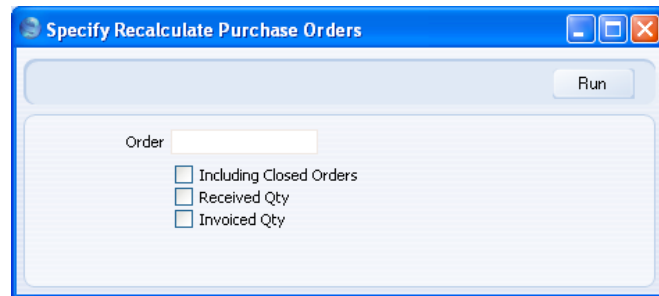 Specify Recalculate Purchase Orders
Run
Order
Including Closed Orders
Received Qty
Invoiced Qty